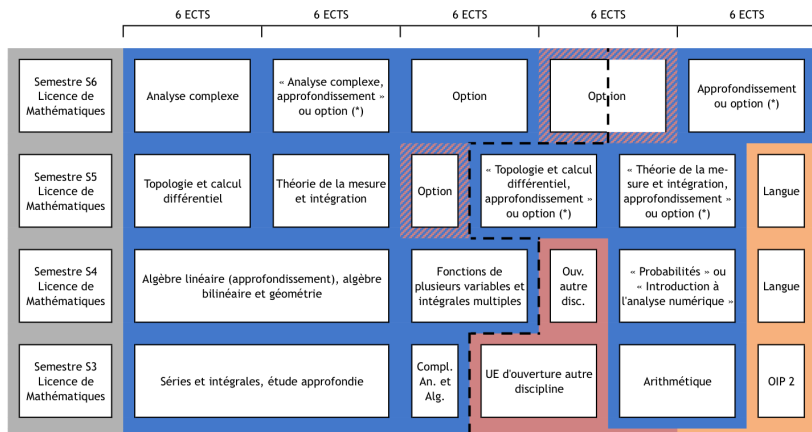 6 ECTS 6 ECTS 6 ECTS 6 ECTS 6 ECTS
Semestre S6
Licence de
Mathématiques
Analyse complexe
« Analyse complexe,
approfondissement »
ou option (*)
Option
Option
Approfondissement
ou option (*)
Semestre S5
Licence de
Mathématiques
Topologie et calcul
différentiel
Théorie de la mesure
et intégration
Option
« Topologie et calcul
différentiel,
approfondissement »
ou option (*)
« Théorie de la me-
sure et intégration,
approfondissement »
ou option (*)
Langue
Semestre S4
Licence de
Mathématiques
Algèbre linéaire (approfondissement), algèbre
bilinéaire et géométrie
Fonctions de
plusieurs variables et
intégrales multiples
Ouv.
autre
disc.
« Probabilités » ou
« Introduction à
l'analyse numérique »
Langue
Semestre S3
Licence de
Mathématiques
Séries et intégrales, étude approfondie
Compl.
An. et
Alg.
UE d'ouverture autre
discipline
Arithmétique
OIP 2